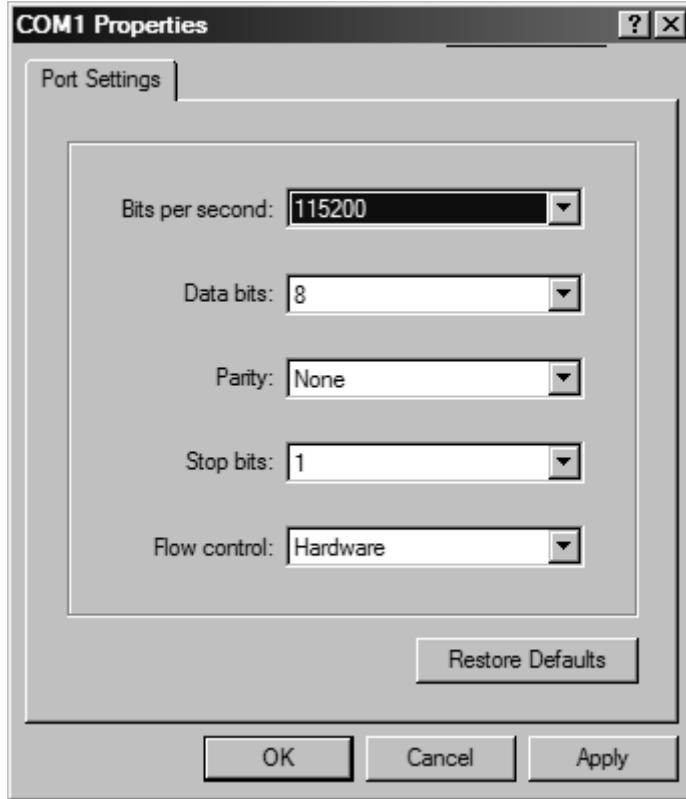 COM1 Properties
Port Settings
Bits per second: 115200
Data bits: 8
Parity: None
Stop bits: 1
Flow control: Hardware
Restore Defaults
OK Cancel Apply